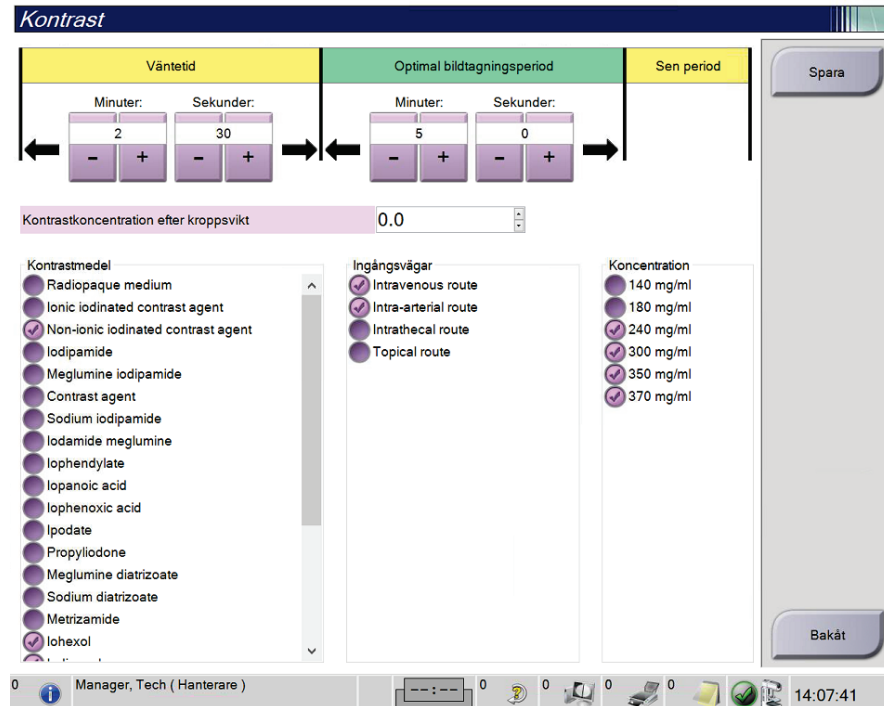 Kontrast
Väntetid
Optimal bildtagningsperiod
Sen period
Spara
Minuter:
Sekunder:
Minuter:
Sekunder:
2
30
5
0
- + - + - + - +
Kontrastkoncentration efter kroppsvikt
0.0
Kontrastmedel
Radiopaque medium
Ionic iodinated contrast agent
Non-ionic iodinated contrast agent
Iodipamide
Meglumine iodipamide
Contrast agent
Sodium iodipamide
Iodamide meglumine
Iophendylate
Iopanoic acid
Iophenoxic acid
Ipodate
Propyliodone
Meglumine diatrizoate
Sodium diatrizoate
Metrizamide
Iohexol
Ingångsvägar
Intravenous route
Intra-arterial route
Intrathecal route
Topical route
Koncentration
140 mg/ml
180 mg/ml
240 mg/ml
300 mg/ml
350 mg/ml
370 mg/ml
Bakåt
0
Manager, Tech ( Hanterare )
--:--
0
0
0
0
14:07:41